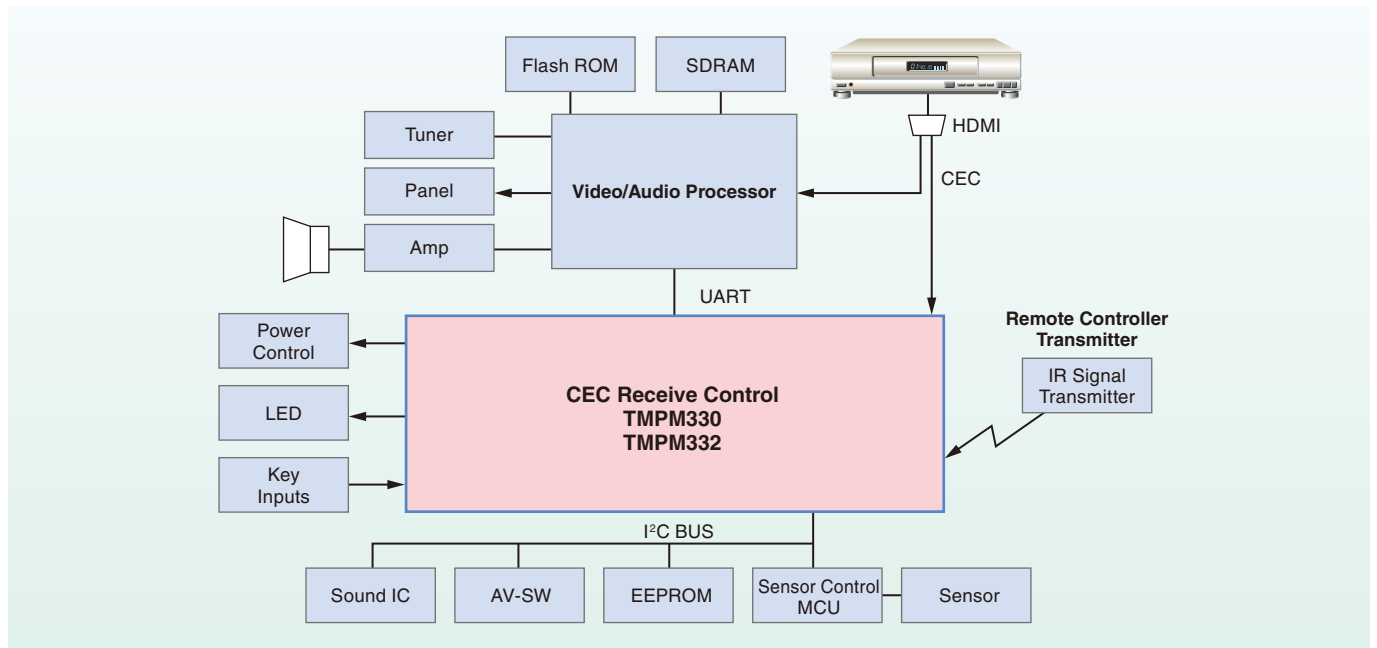 Flash ROM
SDRAM
Tuner
HDMI
Panel
Video/Audio Processor
CEC
Amp
UART
Power
Control
Remote Controller
Transmitter
IR Signal
Transmitter
LED
CEC Receive Control
TMPM330
TMPM332
Key
Inputs
I²C BUS
Sound IC
AV-SW
EEPROM
Sensor Control
MCU
Sensor